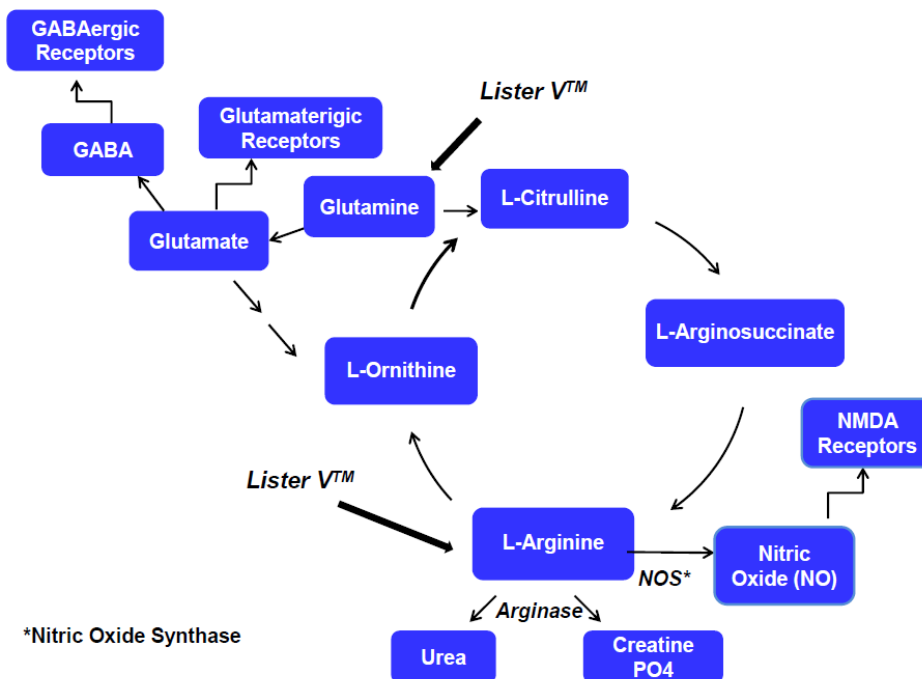 GABAergic
Receptors
Lister V™
Glutamaterigic
Receptors
GABA
L-Citrulline
Glutamine
Glutamate
L-Arginosuccinate
L-Ornithine
NMDA
Receptors
Lister V™
L-Arginine
Nitric
Oxide (NO)
NOS*
Arginase
*Nitric Oxide Synthase
Urea
Creatine
PO4